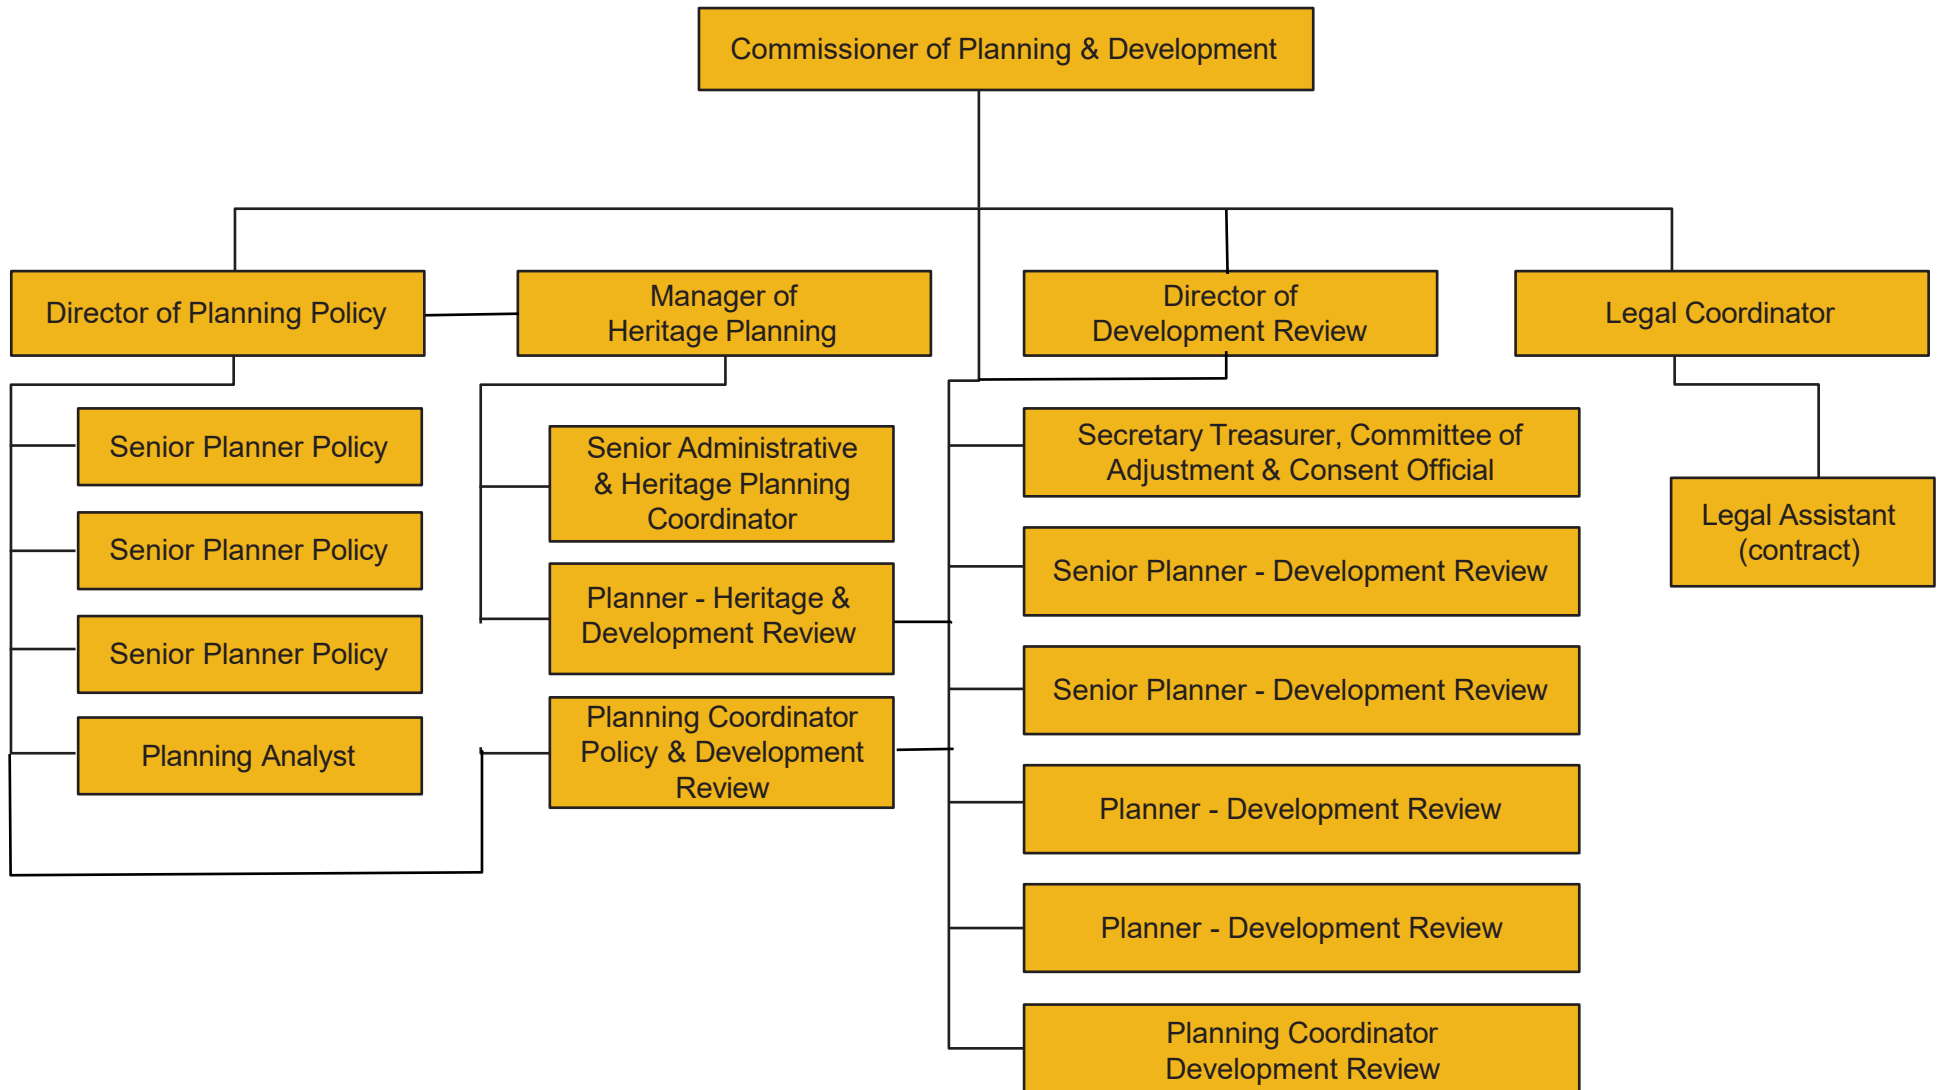 Commissioner of Planning & Development
Director of Planning Policy
Manager of
Heritage Planning
Director of
Development Review
Legal Coordinator
Senior Planner Policy
Senior Planner Policy
Senior Planner Policy
Planning Analyst
Senior Administrative
& Heritage Planning
Coordinator
Planner - Heritage &
Development Review
Planning Coordinator
Policy & Development
Review
Secretary Treasurer, Committee of
Adjustment & Consent Official
Senior Planner - Development Review
Senior Planner - Development Review
Planner - Development Review
Planner - Development Review
Planning Coordinator
Development Review
Legal Assistant
(contract)